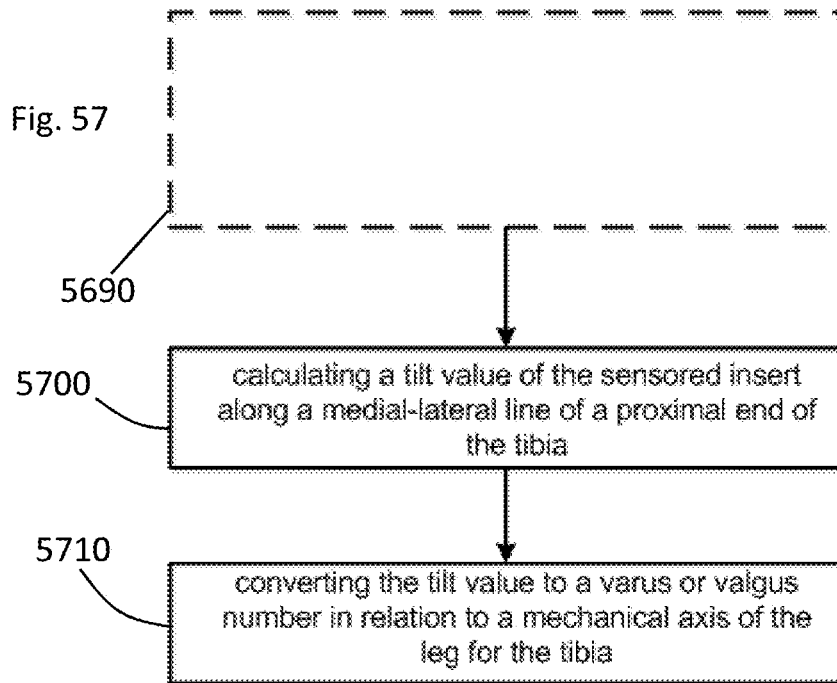 Fig. 57
5690
5700
calculating a tilt value of the sensored insert
along a medial-lateral line of a proximal end of
the tibia
5710
converting the tilt value to a varus or valgus
number in relation to a mechanical axis of the
leg for the tibia